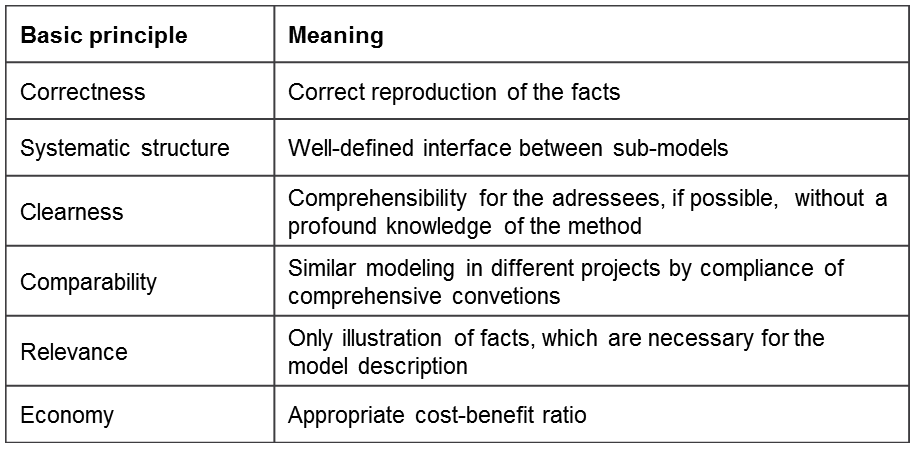 Basic principle
Meaning
Correctness
Correct reproduction of the facts
Systematic structure
Well-defined interface between sub-models
Clearness
Comprehensibility for the adressees, if possible, without a
profound knowledge of the method
Comparability
Similar modeling in different projects by compliance of
comprehensive convetions
Relevance
Only illustration of facts, which are necessary for the
model description
Economy
Appropriate cost-benefit ratio